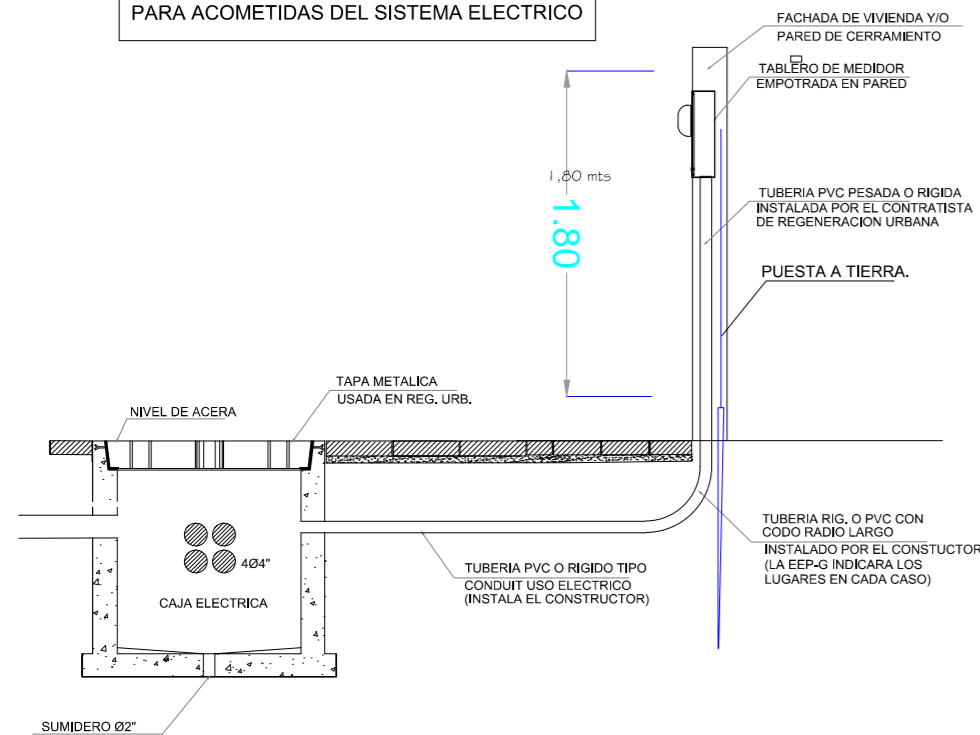 PARA ACOMETIDAS DEL SISTEMA ELECTRICO
FACHADA DE VIVIENDA Y/O
PARED DE CERRAMIENTO
TABLERO DE MEDIDOR
EMPOTRADA EN PARED
1,80 mts
1.80
TUBERIA PVC PESADA O RIGIDA
INSTALADA POR EL CONTRATISTA
DE REGENERACION URBANA
PUESTA A TIERRA.
TAPA METALICA
USADA EN REG. URB.
NIVEL DE ACERA
4Ø4"
CAJA ELECTRICA
TUBERIA PVC O RIGIDO TIPO
CONDUIT USO ELECTRICO
(INSTALA EL CONSTRUCTOR)
TUBERIA RIG. O PVC CON
CODO RADIO LARGO
INSTALADO POR EL CONSTUCTOR
(LA EEP-G INDICARA LOS
LUGARES EN CADA CASO)
SUMIDERO Ø2"